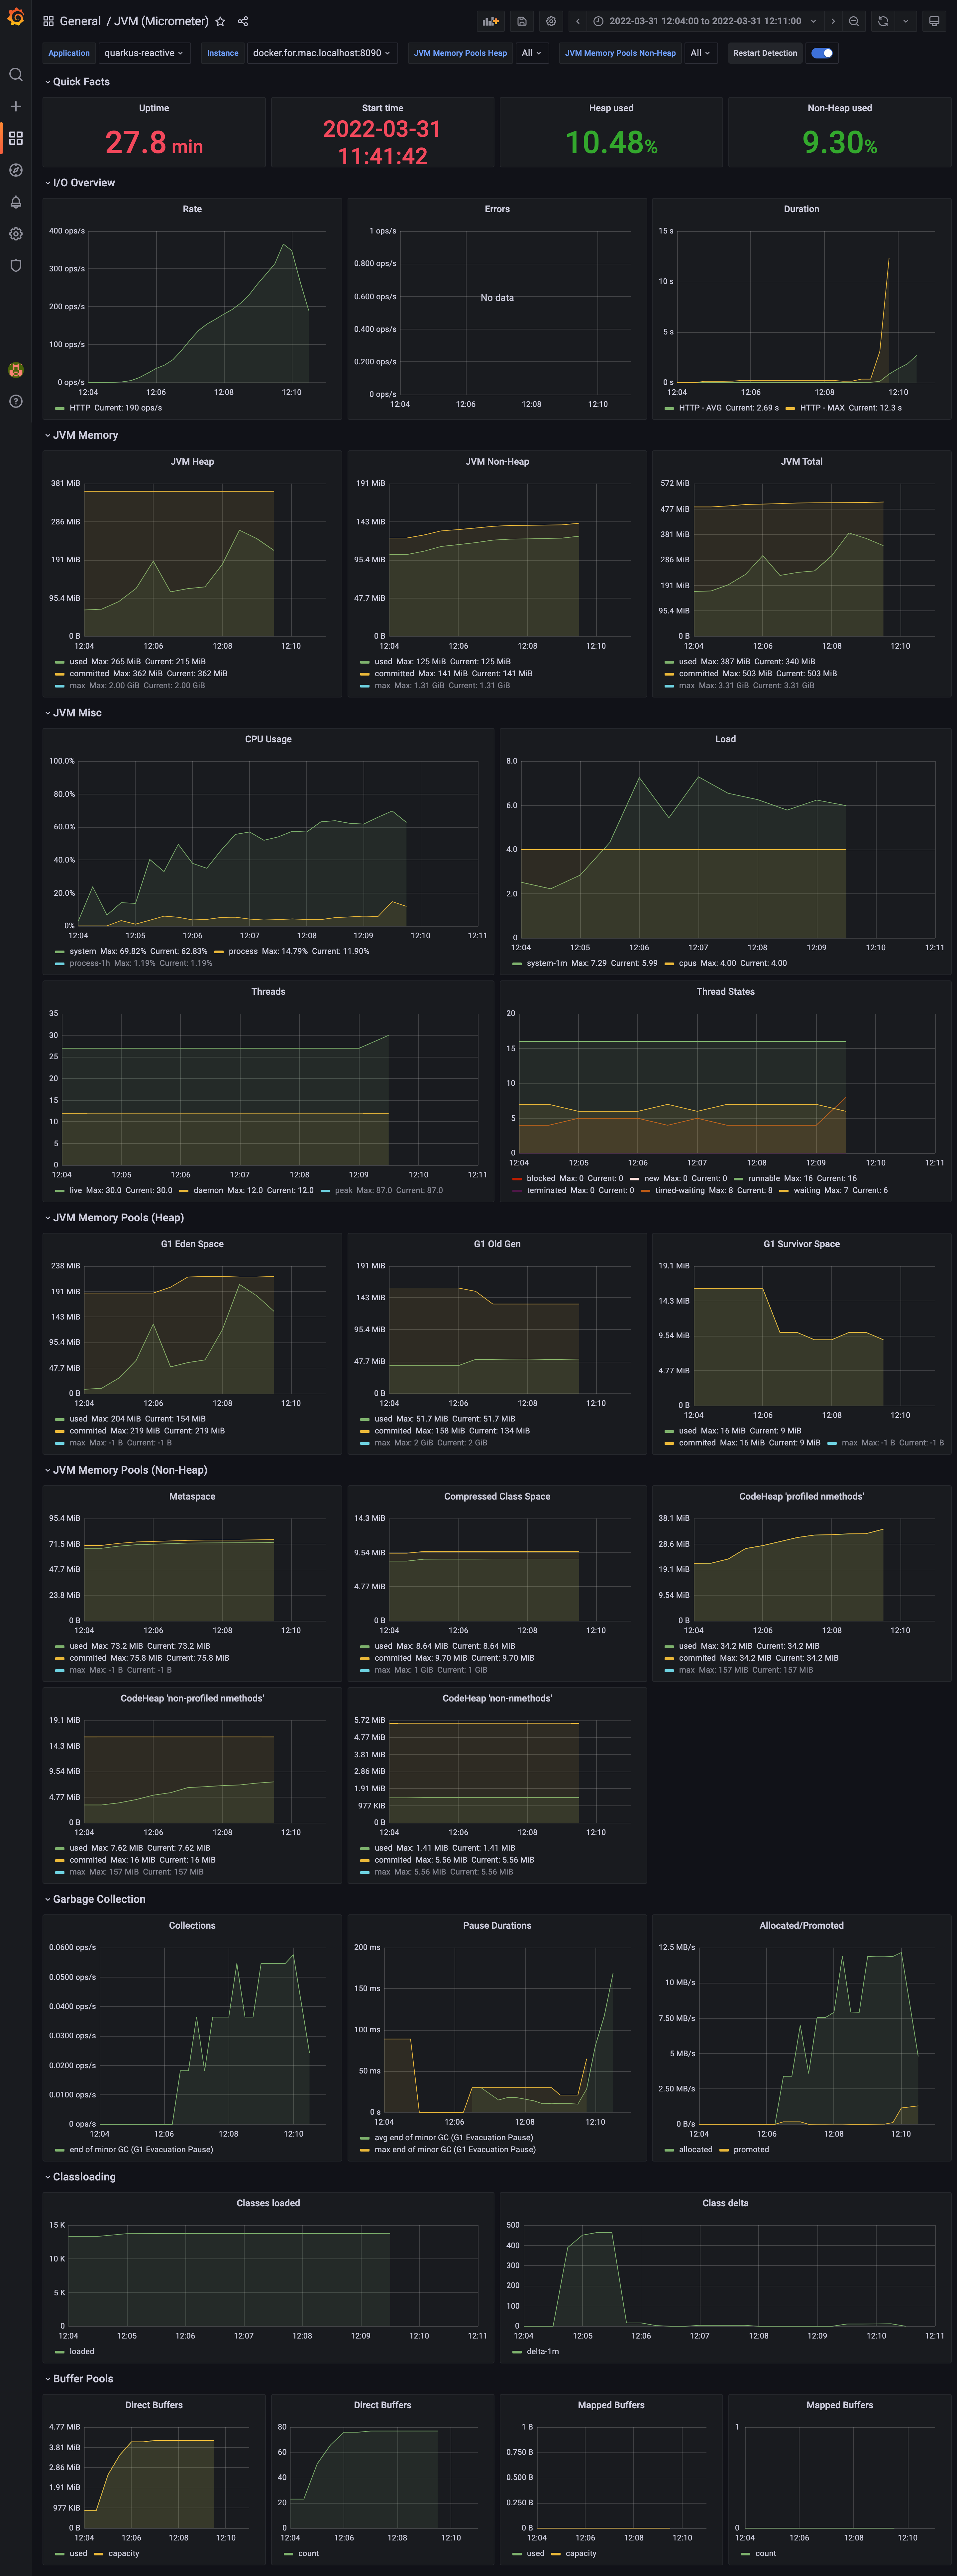 General / JVM (Micrometer)
2022-03-31 12:04:00 to 2022-03-31 12:11:00
Application quarkus-reactive Instance docker.for.mac.localhost:8090 JVM Memory Pools Heap All JVM Memory Pools Non-Heap All Restart Detection
Quick Facts
Uptime
27.8 min
Start time
2022-03-31
11:41:42
Heap used
10.48%
Non-Heap used
9.30%
I/O Overview
Rate
400 ops/s
300 ops/s
200 ops/s
100 ops/s
0 ops/s
12:04 12:06 12:08 12:10
HTTP Current: 190 ops/s
Errors
1 ops/s
0.800 ops/s
0.600 ops/s
0.400 ops/s
0.200 ops/s
0 ops/s
No data
12:04 12:06 12:08 12:10
Duration
15 s
10 s
5 s
0 s
12:04 12:06 12:08 12:10
HTTP - AVG Current: 2.69 s HTTP - MAX Current: 12.3 s
JVM Memory
JVM Heap
381 MiB
286 MiB
191 MiB
95.4 MiB
0 B
12:04 12:06 12:08 12:10
used Max: 265 MiB Current: 215 MiB
committed Max: 362 MiB Current: 362 MiB
max Max: 2.00 GiB Current: 2.00 GiB
JVM Non-Heap
191 MiB
143 MiB
95.4 MiB
47.7 MiB
0 B
12:04 12:06 12:08 12:10
used Max: 125 MiB Current: 125 MiB
committed Max: 141 MiB Current: 141 MiB
max Max: 1.31 GiB Current: 1.31 GiB
JVM Total
572 MiB
477 MiB
381 MiB
286 MiB
191 MiB
95.4 MiB
0 B
12:04 12:06 12:08 12:10
used Max: 387 MiB Current: 340 MiB
committed Max: 503 MiB Current: 503 MiB
max Max: 3.31 GiB Current: 3.31 GiB
JVM Misc
CPU Usage
100.0%
80.0%
60.0%
40.0%
20.0%
0%
12:04 12:05 12:06 12:07 12:08 12:09 12:10 12:11
system Max: 69.82% Current: 62.83% process Max: 14.79% Current: 11.90%
process-1h Max: 1.19% Current: 1.19%
Load
8.0
6.0
4.0
2.0
0
12:04 12:05 12:06 12:07 12:08 12:09 12:10 12:11
system-1m Max: 7.29 Current: 5.99 cpus Max: 4.00 Current: 4.00
Threads
35
30
25
20
15
10
5
0
12:04 12:05 12:06 12:07 12:08 12:09 12:10 12:11
live Max: 30.0 Current: 30.0 daemon Max: 12.0 Current: 12.0 peak Max: 87.0 Current: 87.0
Thread States
20
15
10
5
0
12:04 12:05 12:06 12:07 12:08 12:09 12:10 12:11
blocked Max: 0 Current: 0 new Max: 0 Current: 0 runnable Max: 16 Current: 16
terminated Max: 0 Current: 0 timed-waiting Max: 8 Current: 8 waiting Max: 7 Current: 6
JVM Memory Pools (Heap)
G1 Eden Space
238 MiB
191 MiB
143 MiB
95.4 MiB
47.7 MiB
0 B
12:04 12:06 12:08 12:10
used Max: 204 MiB Current: 154 MiB
commited Max: 219 MiB Current: 219 MiB
max Max: -1 B Current: -1 B
G1 Old Gen
191 MiB
143 MiB
95.4 MiB
47.7 MiB
0 B
12:04 12:06 12:08 12:10
used Max: 51.7 MiB Current: 51.7 MiB
commited Max: 158 MiB Current: 134 MiB
max Max: 2 GiB Current: 2 GiB
G1 Survivor Space
19.1 MiB
14.3 MiB
9.54 MiB
4.77 MiB
0 B
12:04 12:06 12:08 12:10
used Max: 16 MiB Current: 9 MiB
commited Max: 16 MiB Current: 9 MiB max Max: -1 B Current: -1 B
JVM Memory Pools (Non-Heap)
Metaspace
95.4 MiB
71.5 MiB
47.7 MiB
23.8 MiB
0 B
12:04 12:06 12:08 12:10
used Max: 73.2 MiB Current: 73.2 MiB
commited Max: 75.8 MiB Current: 75.8 MiB
max Max: -1 B Current: -1 B
Compressed Class Space
14.3 MiB
9.54 MiB
4.77 MiB
0 B
12:04 12:06 12:08 12:10
used Max: 8.64 MiB Current: 8.64 MiB
commited Max: 9.70 MiB Current: 9.70 MiB
max Max: 1 GiB Current: 1 GiB
CodeHeap 'profiled nmethods'
38.1 MiB
28.6 MiB
19.1 MiB
9.54 MiB
0 B
12:04 12:06 12:08 12:10
used Max: 34.2 MiB Current: 34.2 MiB
commited Max: 34.2 MiB Current: 34.2 MiB
max Max: 157 MiB Current: 157 MiB
CodeHeap 'non-profiled nmethods'
19.1 MiB
14.3 MiB
9.54 MiB
4.77 MiB
0 B
12:04 12:06 12:08 12:10
used Max: 7.62 MiB Current: 7.62 MiB
commited Max: 16 MiB Current: 16 MiB
max Max: 157 MiB Current: 157 MiB
CodeHeap 'non-nmethods'
5.72 MiB
4.77 MiB
3.81 MiB
2.86 MiB
1.91 MiB
977 KiB
0 B
12:04 12:06 12:08 12:10
used Max: 1.41 MiB Current: 1.41 MiB
commited Max: 5.56 MiB Current: 5.56 MiB
max Max: 5.56 MiB Current: 5.56 MiB
Garbage Collection
Collections
0.0600 ops/s
0.0500 ops/s
0.0400 ops/s
0.0300 ops/s
0.0200 ops/s
0.0100 ops/s
0 ops/s
12:04 12:06 12:08 12:10
end of minor GC (G1 Evacuation Pause)
Pause Durations
200 ms
150 ms
100 ms
50 ms
0 s
12:04 12:06 12:08 12:10
avg end of minor GC (G1 Evacuation Pause)
max end of minor GC (G1 Evacuation Pause)
Allocated/Promoted
12.5 MB/s
10 MB/s
7.50 MB/s
5 MB/s
2.50 MB/s
0 B/s
12:04 12:06 12:08 12:10
allocated promoted
Classloading
Classes loaded
15 K
10 K
5 K
0
12:04 12:05 12:06 12:07 12:08 12:09 12:10 12:11
loaded
Class delta
500
400
300
200
100
0
12:04 12:05 12:06 12:07 12:08 12:09 12:10 12:11
delta-1m
Buffer Pools
Direct Buffers
4.77 MiB
3.81 MiB
2.86 MiB
1.91 MiB
977 KiB
0 B
12:04 12:06 12:08 12:10
used capacity
Direct Buffers
80
60
40
20
0
12:04 12:06 12:08 12:10
count
Mapped Buffers
1 B
0.750 B
0.500 B
0.250 B
0 B
12:04 12:06 12:08 12:10
used capacity
Mapped Buffers
1
0
12:04 12:06 12:08 12:10
count